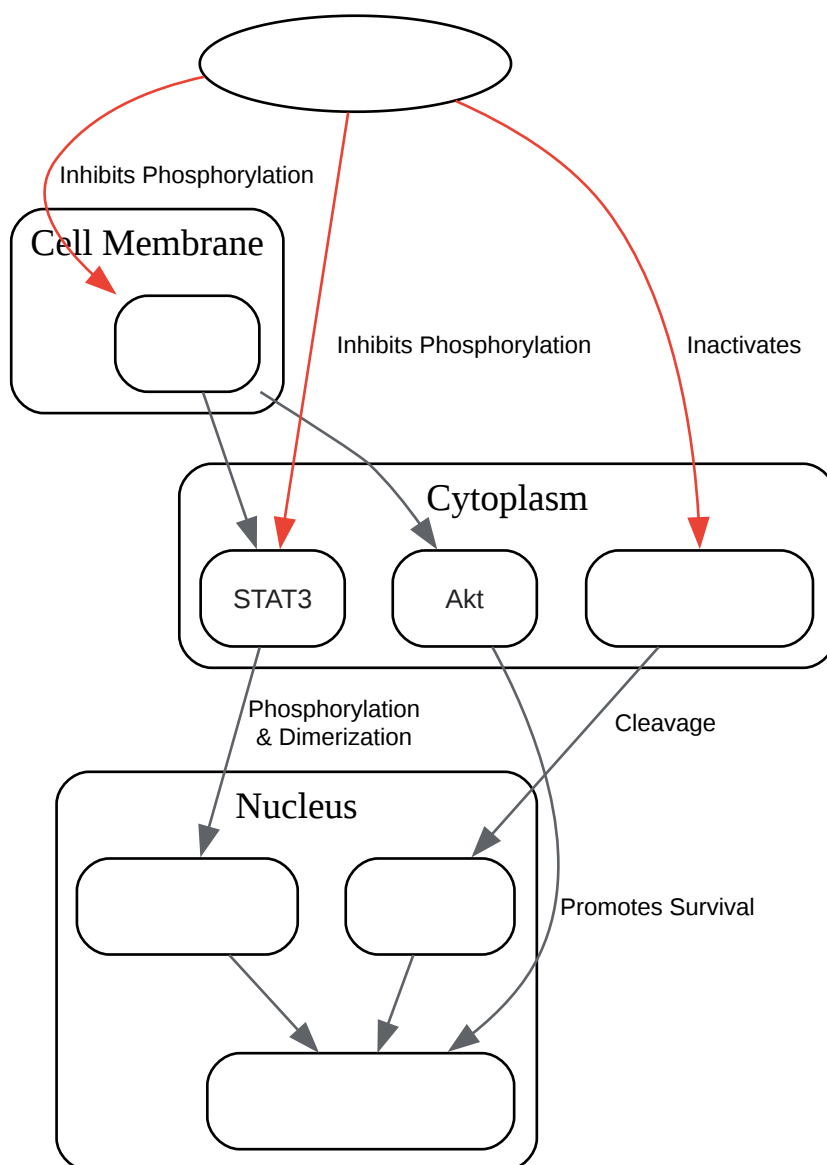 Inhibits Phosphorylation
Cell Membrane
Inhibits Phosphorylation
Inactivates
Cytoplasm
STAT3
Akt
Phosphorylation
& Dimerization
Cleavage
Nucleus
Promotes Survival